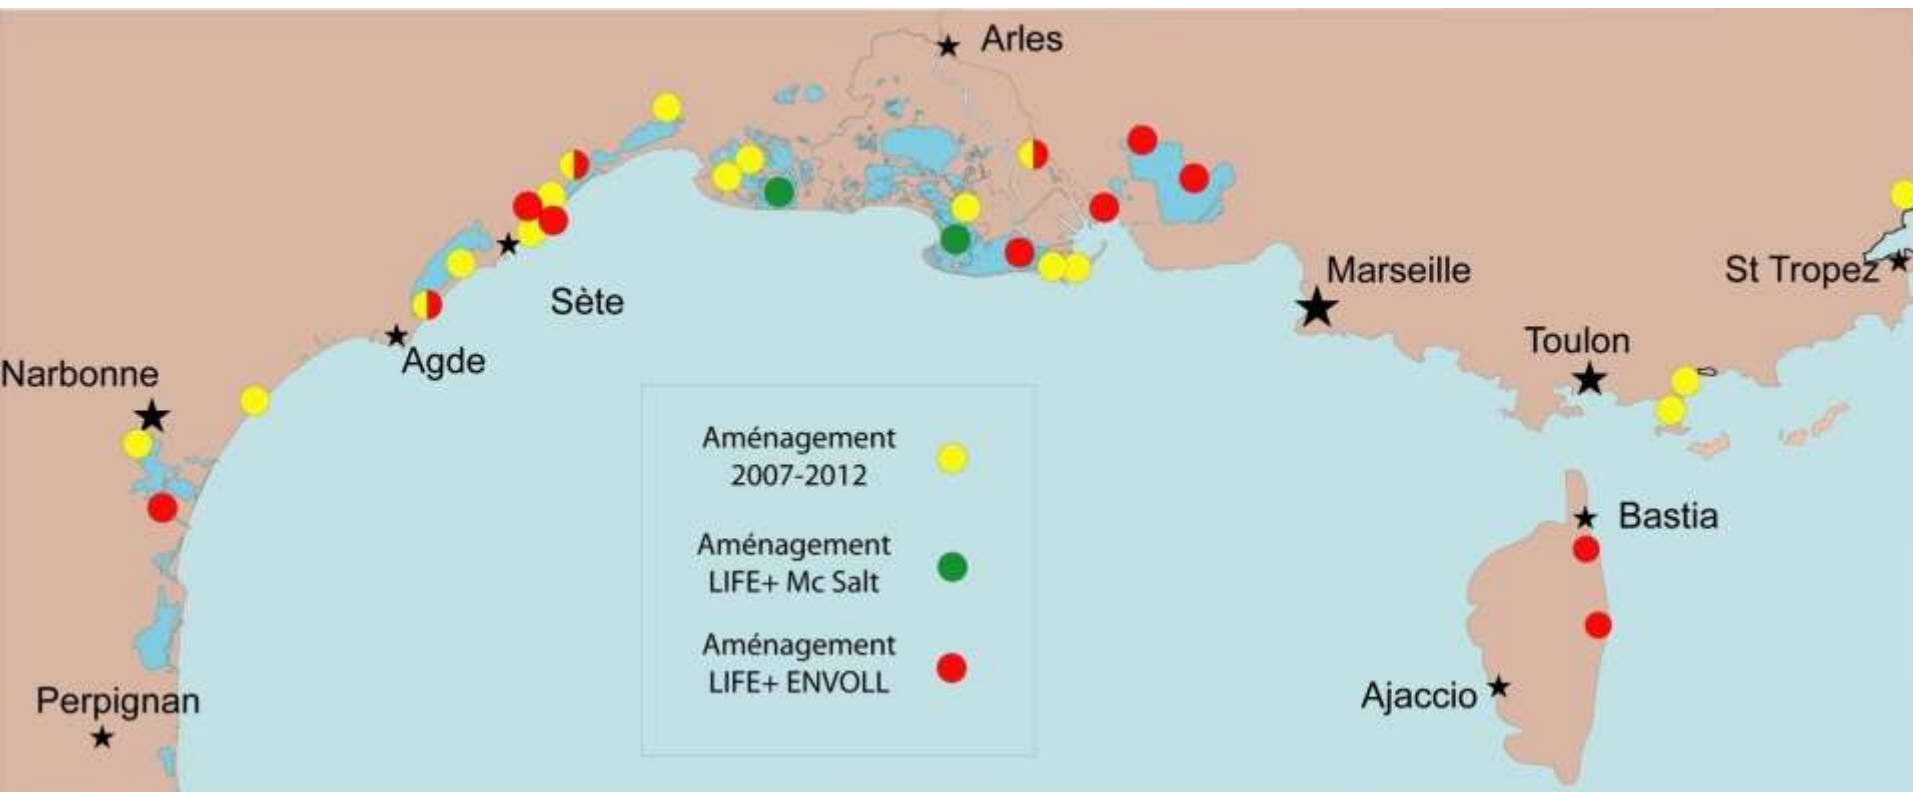 Arles
Marseille
St Tropez
Sète
Toulon
Agde
Narbonne
Aménagement
2007-2012
Aménagement
LIFE+ Mc Salt
Aménagement
LIFE+ ENVOLL
Bastia
Perpignan
Ajaccio